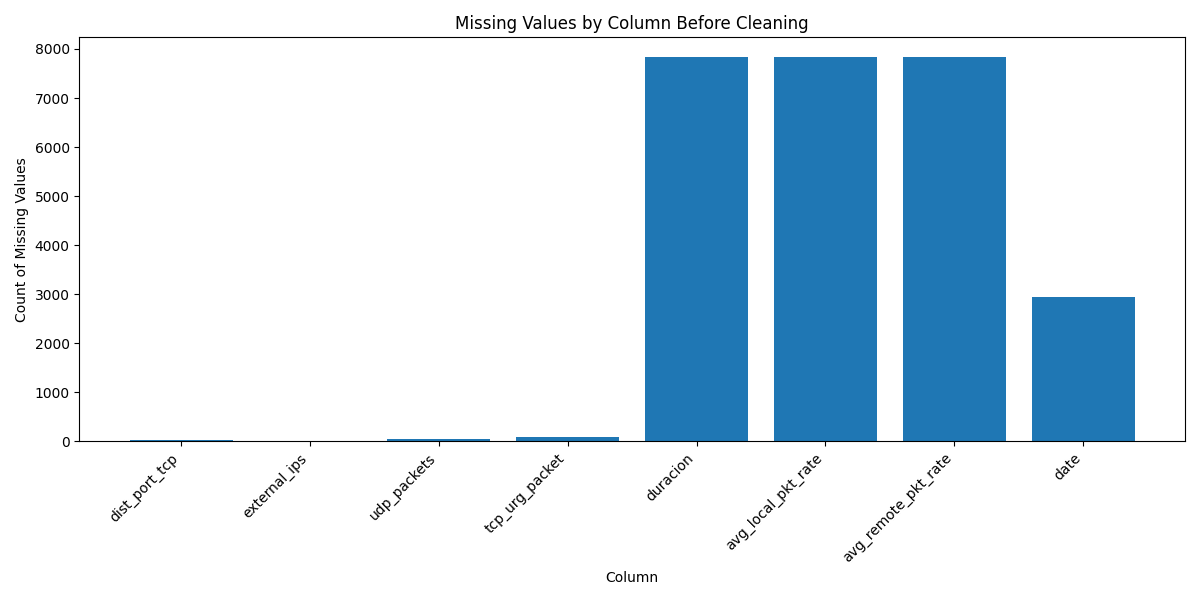 Missing Values by Column Before Cleaning
Count of Missing Values
8000
7000
6000
5000
4000
3000
2000
1000
0
dist_port_tcp
external_ips
udp_packets
tcp_urg_packet
duracion
avg_local_pkt_rate
avg_remote_pkt_rate
date
Column